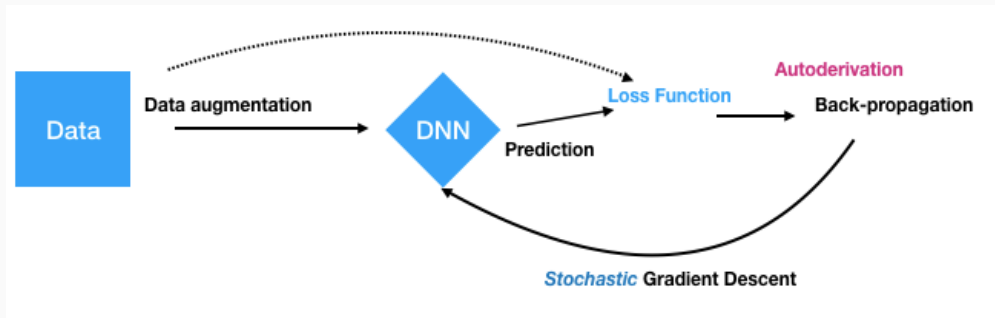 Data
Data augmentation
DNN
Prediction
Loss Function
Autoderivation
Back-propagation
Stochastic Gradient Descent